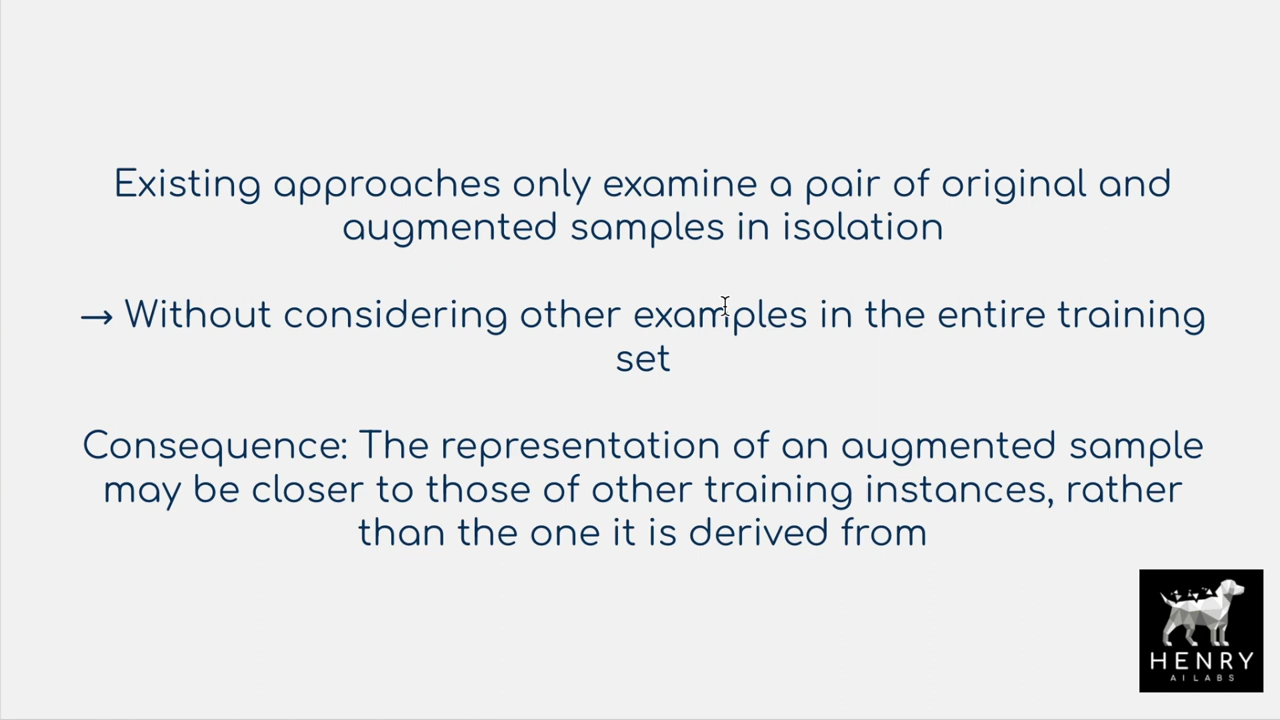 Existing approaches only examine a pair of original and
augmented samples in isolation
→ Without considering other examples in the entire training
set
Consequence: The representation of an augmented sample
may be closer to those of other training instances, rather
than the one it is derived from
HENRY
AI LABS